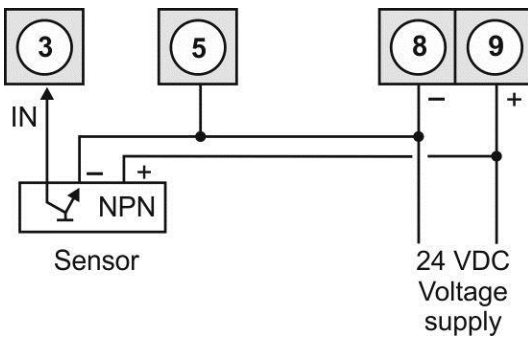 3
5
8
9
IN
−
+
−
+
NPN
Sensor
24 VDC
Voltage
supply